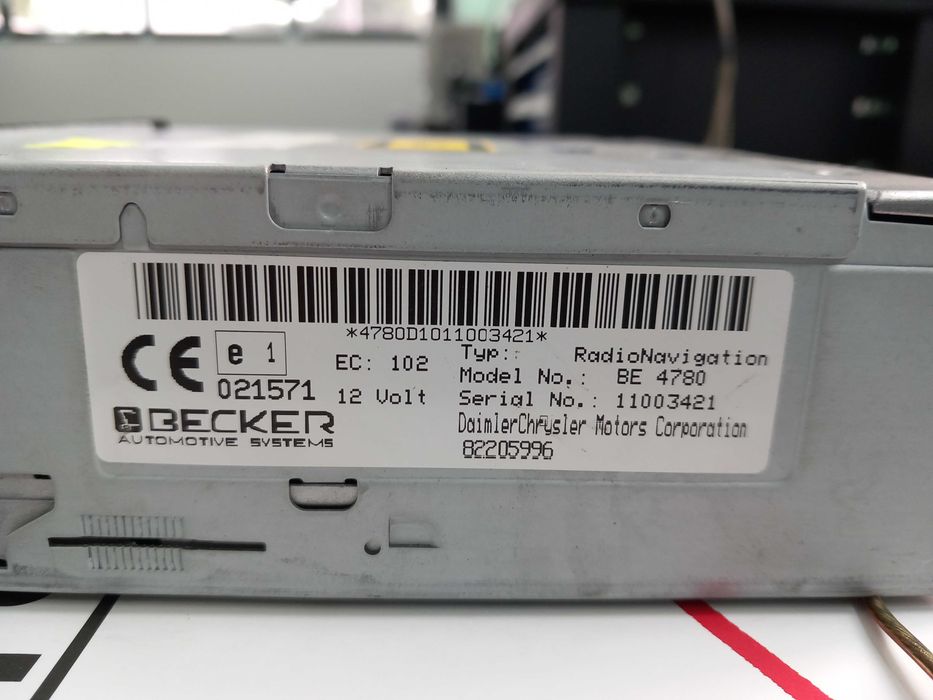 *4780D1011003421*
CE e 1
021571
EC: 102
12 Volt
BECKER
AUTOMOTIVE SYSTEMS
Typ:: RadioNavigation
Model No.: BE 4780
Serial No.: 11003421
DaimlerChrysler Motors Corporation
82205996